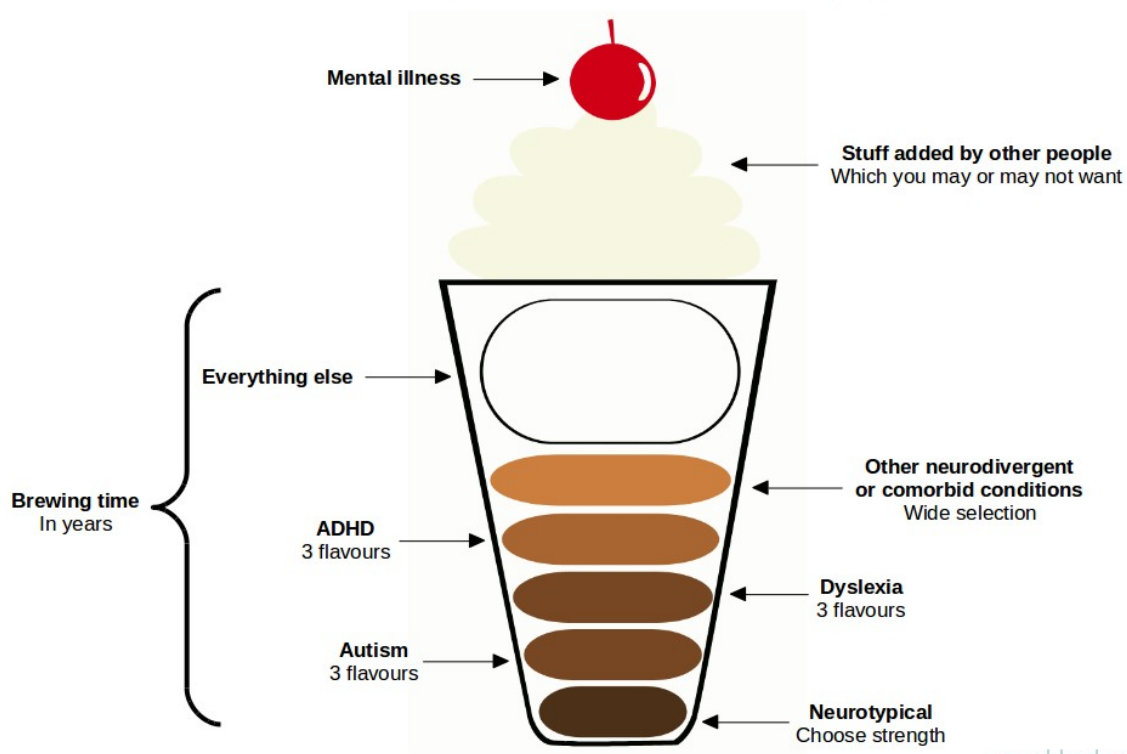 Mental illness
Stuff added by other people
Which you may or may not want
Everything else
Brewing time
In years
Other neurodivergent
or comorbid conditions
Wide selection
ADHD
3 flavours
Dyslexia
3 flavours
Autism
3 flavours
Neurotypical
Choose strength